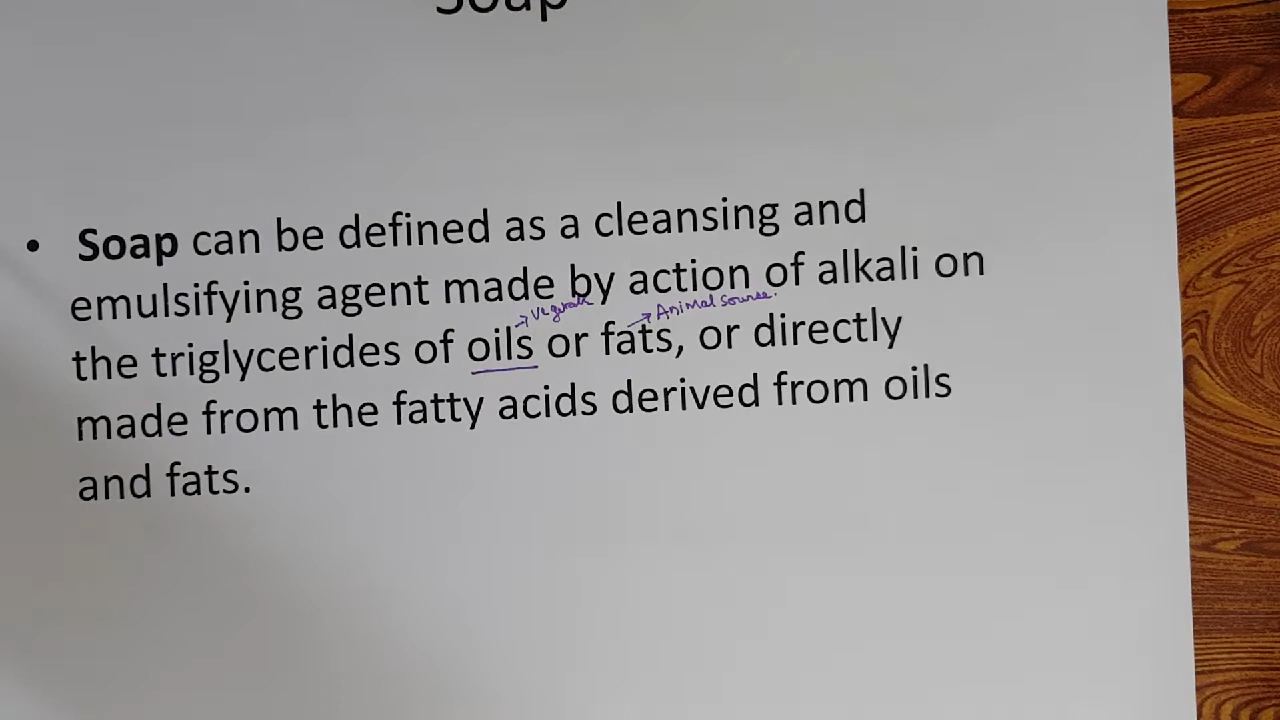 Soap
• Soap can be defined as a cleansing and
emulsifying agent made by action of alkali on
→ Animal source.
the triglycerides of oils or fats, or directly
made from the fatty acids derived from oils
and fats.